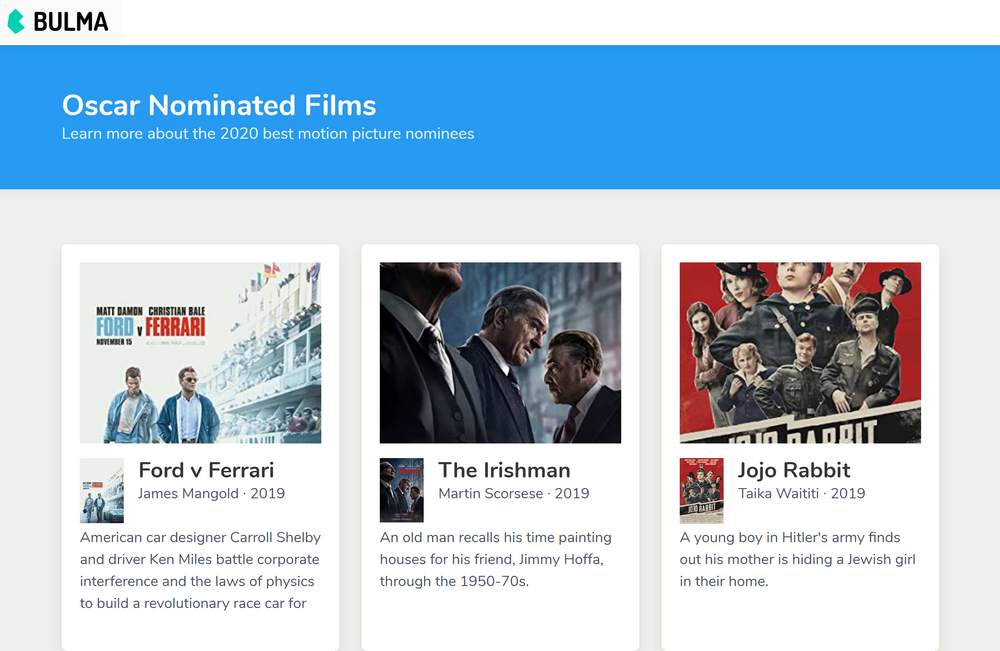 BULMA
Oscar Nominated Films
Learn more about the 2020 best motion picture nominees
MATT DAMON CHRISTIAN BALE
FORD v FERRARI
NOVEMBER 15
JOJO RABBIT
Ford v Ferrari
James Mangold · 2019
The Irishman
Martin Scorsese · 2019
Jojo Rabbit
Taika Waititi · 2019
American car designer Carroll Shelby
and driver Ken Miles battle corporate
interference and the laws of physics
to build a revolutionary race car for
An old man recalls his time painting
houses for his friend, Jimmy Hoffa,
through the 1950-70s.
A young boy in Hitler's army finds
out his mother is hiding a Jewish girl
in their home.